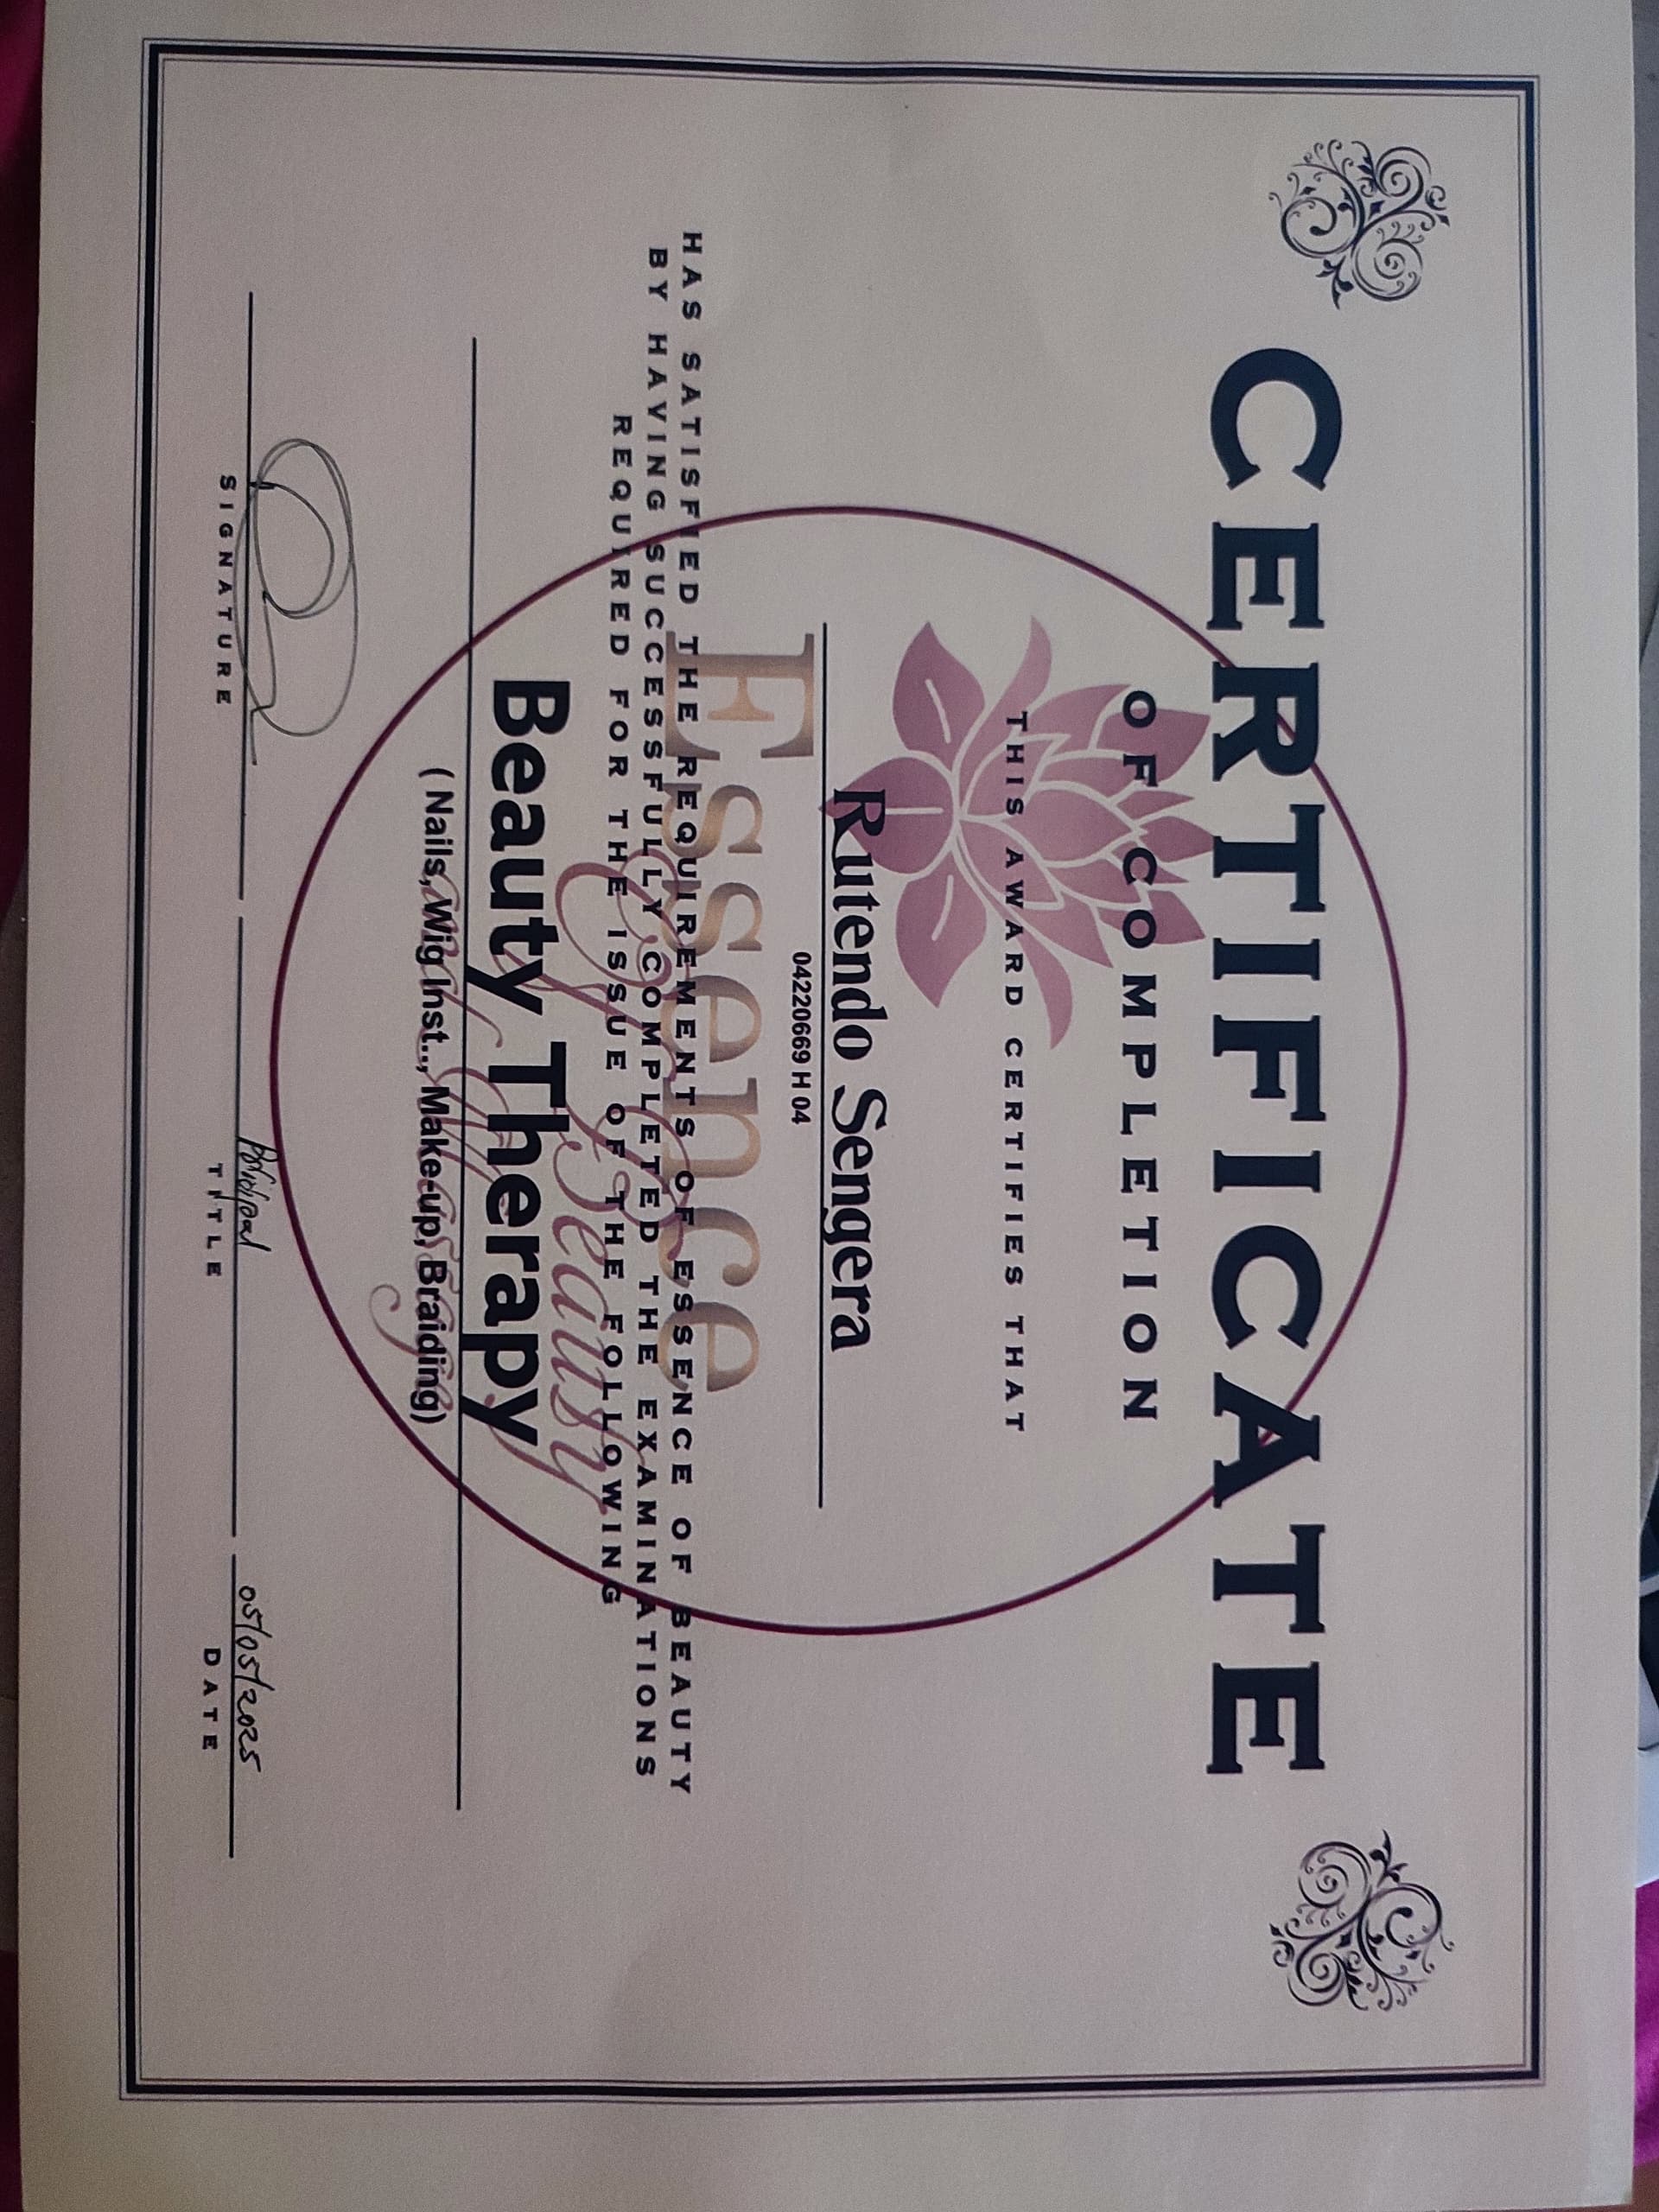 CERTIFICATE
OF COMPLETION
THIS AWARD CERTIFIES THAT
Rutendo Sengera
04220669 H 04
Essence
HAS SATISFIED THE REQUIREMENTS OF ESSENCE OF BEAUTY
BY HAVING SUCCESSFULLY COMPLETED THE EXAMINATIONS
REQUIRED FOR THE ISSUE OF THE FOLLOWING
Of Beauty
Beauty Therapy
College
( Nails,Wig Inst.., Make-up, Braiding)
Principal 05/05/2025
SIGNATURE TITLE DATE